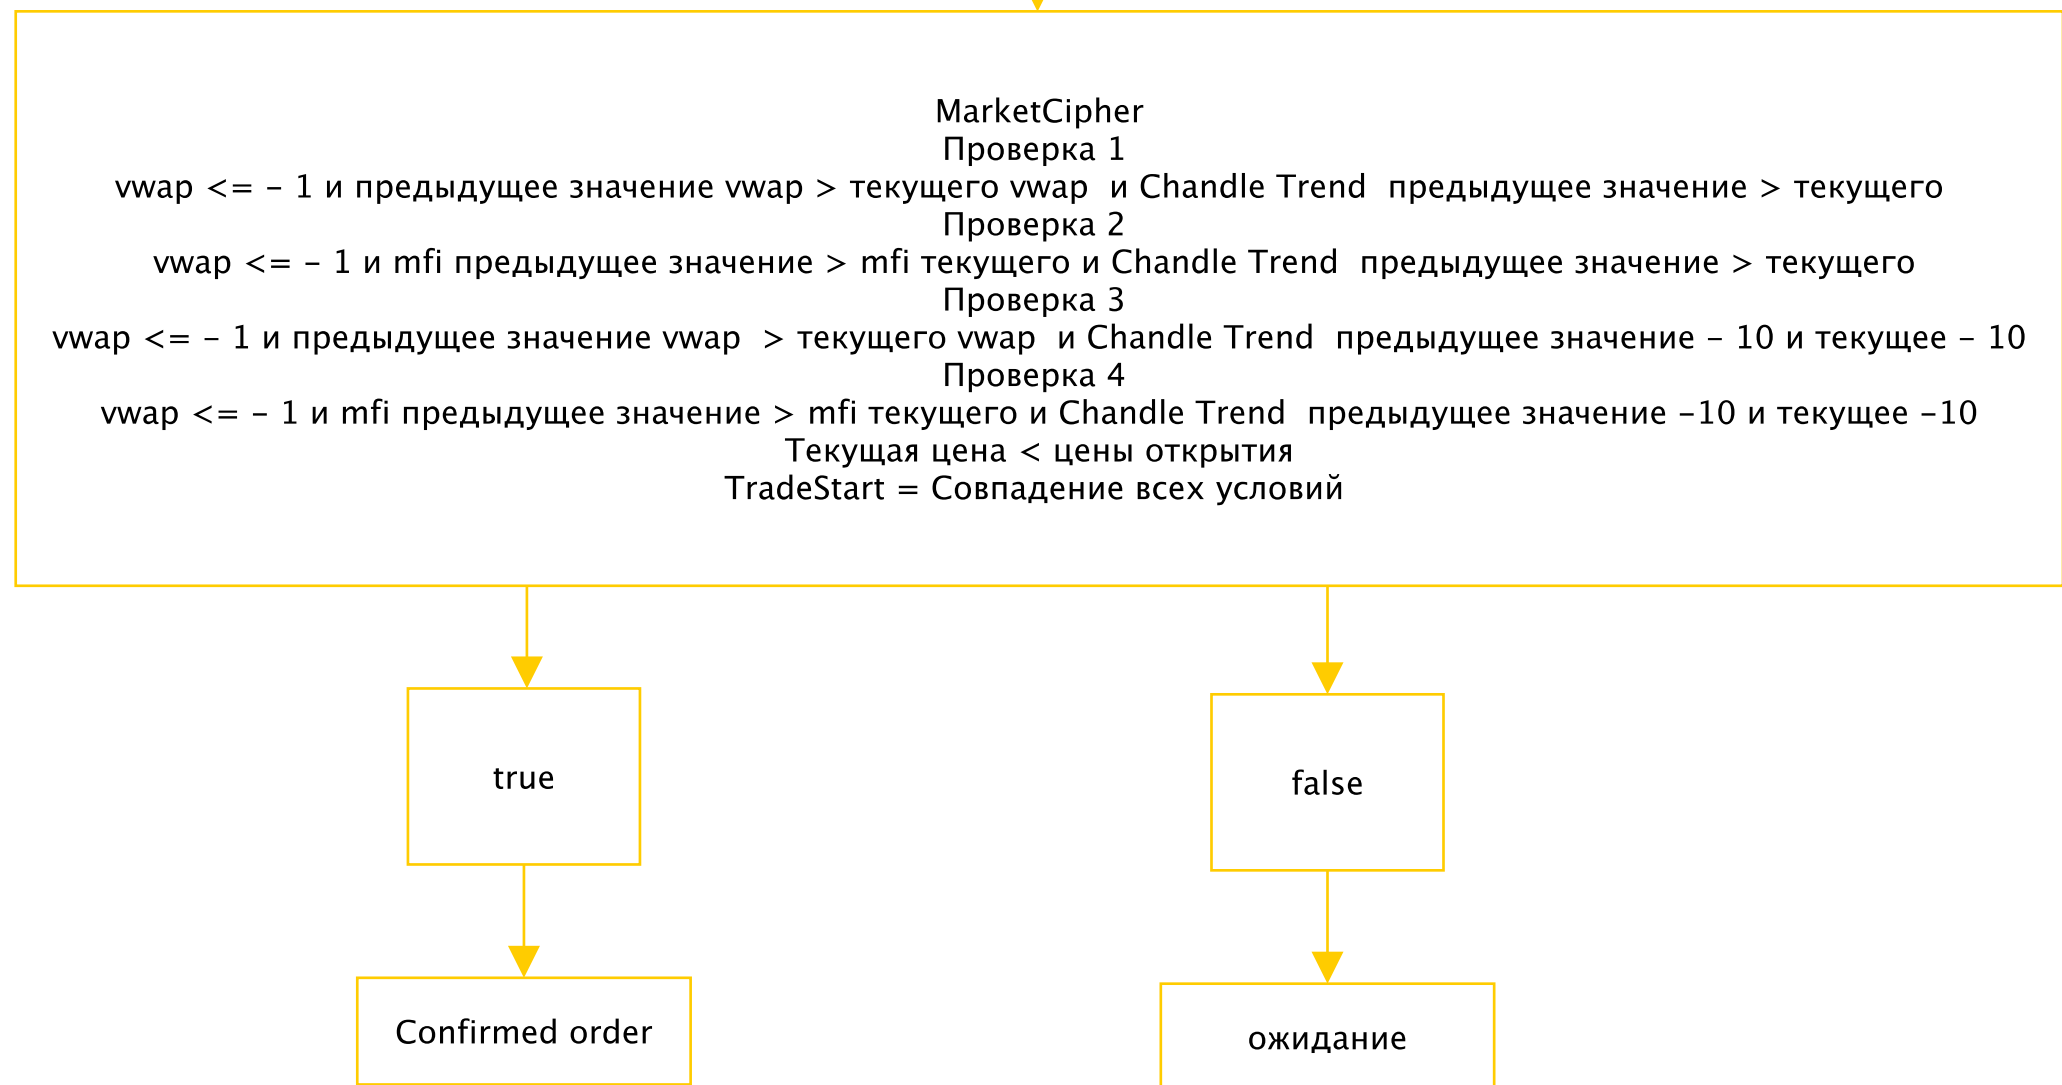 MarketCipher
Проверка 1
vwap <= – 1 и предыдущее значение vwap > текущего vwap  и Chandle Trend  предыдущее значение > текущего
Проверка 2
vwap <= – 1 и mfi предыдущее значение > mfi текущего и Chandle Trend  предыдущее значение > текущего
Проверка 3
vwap <= – 1 и предыдущее значение vwap  > текущего vwap  и Chandle Trend  предыдущее значение – 10 и текущее – 10
Проверка 4
vwap <= – 1 и mfi предыдущее значение > mfi текущего и Chandle Trend  предыдущее значение –10 и текущее –10
Текущая цена < цены открытия
TradeStart = Совпадение всех условий
true
false
Confirmed order
ожидание